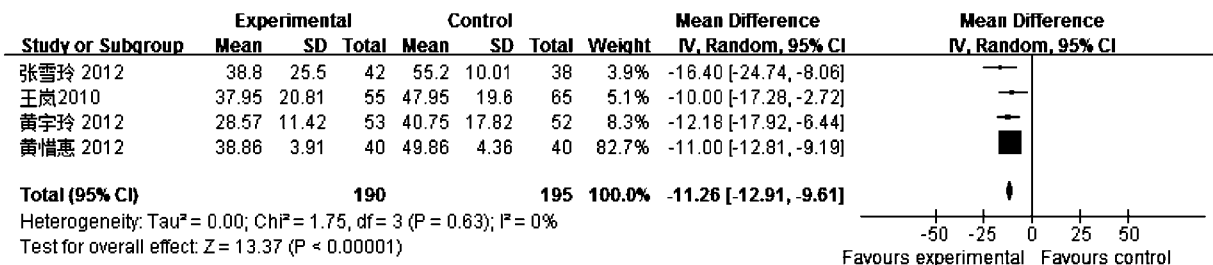 Experimental Control Mean Difference Mean Difference
Study or Subgroup Mean SD Total Mean SD Total Weight IV, Random, 95% CI IV, Random, 95% CI
张雪玲 2012 38.8 25.5 42 55.2 10.01 38 3.9% -16.40 [-24.74, -8.06]
王岚2010 37.95 20.81 55 47.95 19.6 65 5.1% -10.00 [-17.28, -2.72]
黄宇玲 2012 28.57 11.42 53 40.75 17.82 52 8.3% -12.18 [-17.92, -6.44]
黄惜惠 2012 38.86 3.91 40 49.86 4.36 40 82.7% -11.00 [-12.81, -9.19]
Total (95% CI) 190 195 100.0% -11.26 [-12.91, -9.61]
Heterogeneity: Tau² = 0.00; Chi² = 1.75, df = 3 (P = 0.63); I² = 0%
Test for overall effect: Z = 13.37 (P < 0.00001)
-50 -25 0 25 50
Favours experimental Favours control